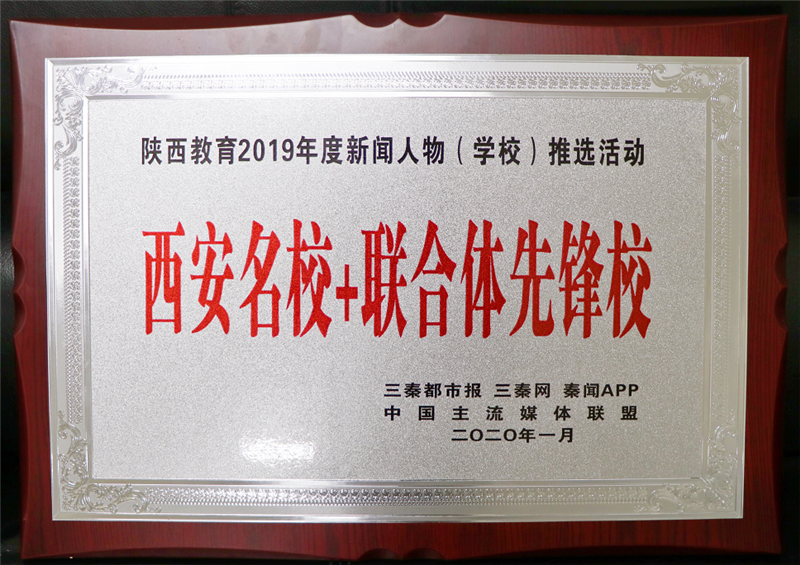 陕西教育2019年度新闻人物（学校）推选活动
西安名校+联合体先锋校
三秦都市报 三秦网 秦闻APP
中国主流媒体联盟
二〇二〇年一月